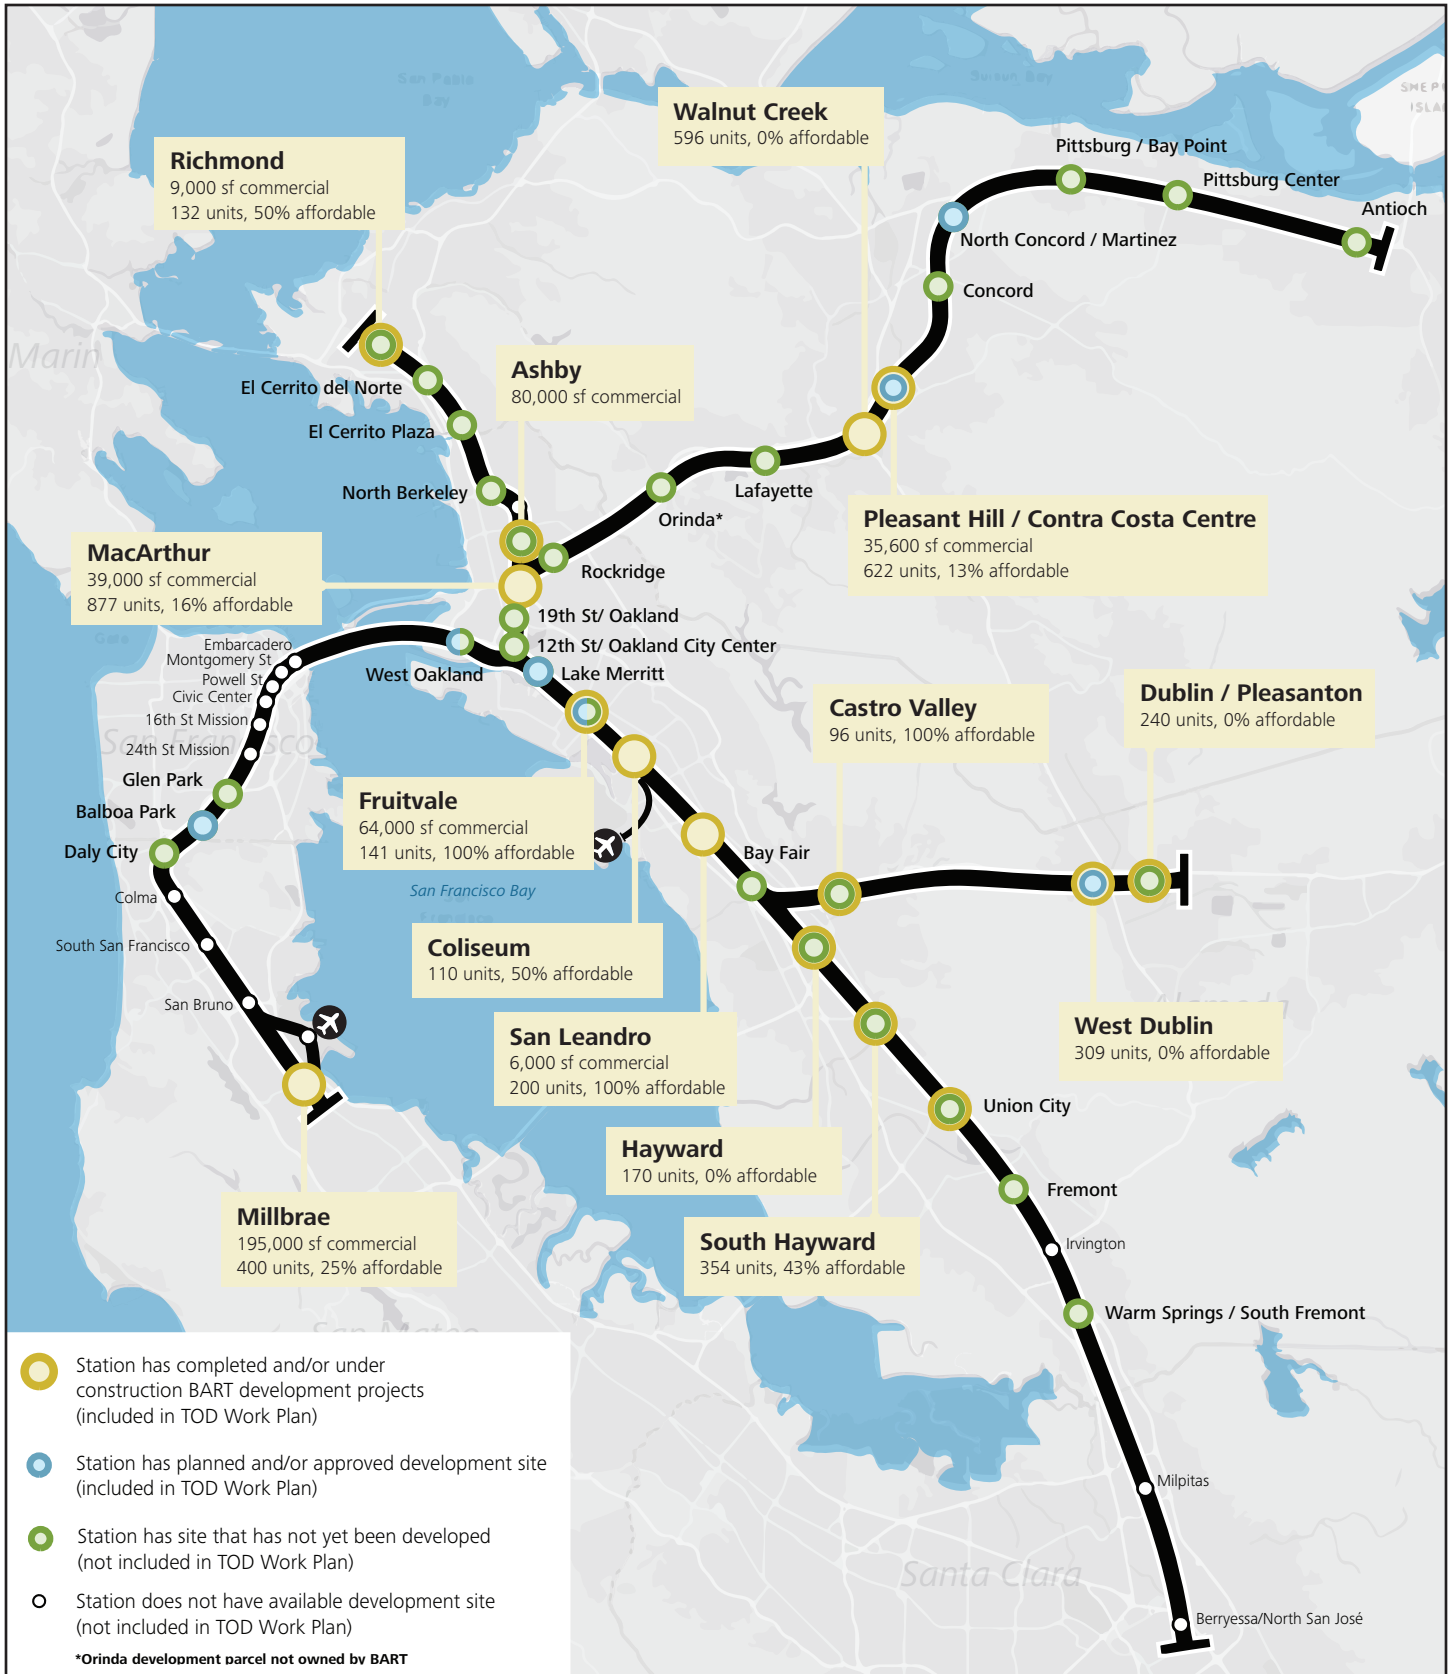 San Pablo
Bay
Suisun Bay
Walnut Creek
596 units, 0% affordable
Pittsburg / Bay Point
Pittsburg Center
Antioch
Richmond
9,000 sf commercial
132 units, 50% affordable
North Concord / Martinez
Concord
Marin
El Cerrito del Norte
Ashby
80,000 sf commercial
El Cerrito Plaza
North Berkeley
Lafayette
Orinda*
Pleasant Hill / Contra Costa Centre
35,600 sf commercial
622 units, 13% affordable
MacArthur
39,000 sf commercial
877 units, 16% affordable
Rockridge
19th St/ Oakland
12th St/ Oakland City Center
Embarcadero
Montgomery St
Powell St
Civic Center
16th St Mission
24th St Mission
San Francisco
West Oakland
Lake Merritt
Glen Park
Balboa Park
Daly City
Castro Valley
96 units, 100% affordable
Dublin / Pleasanton
240 units, 0% affordable
Fruitvale
64,000 sf commercial
141 units, 100% affordable
Bay Fair
San Francisco Bay
Colma
South San Francisco
San Bruno
Coliseum
110 units, 50% affordable
San Leandro
6,000 sf commercial
200 units, 100% affordable
Alameda
West Dublin
309 units, 0% affordable
Union City
Hayward
170 units, 0% affordable
Fremont
Millbrae
195,000 sf commercial
400 units, 25% affordable
South Hayward
354 units, 43% affordable
Irvington
Warm Springs / South Fremont
San Mateo
Milpitas
Santa Clara
Berryessa/North San José
Station has completed and/or under
construction BART development projects
(included in TOD Work Plan)
Station has planned and/or approved development site
(included in TOD Work Plan)
Station has site that has not yet been developed
(not included in TOD Work Plan)
Station does not have available development site
(not included in TOD Work Plan)
*Orinda development parcel not owned by BART